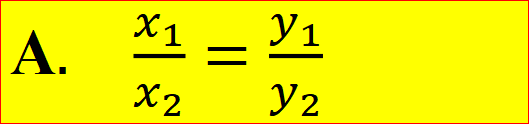 A. x₁/x₂ = y₁/y₂